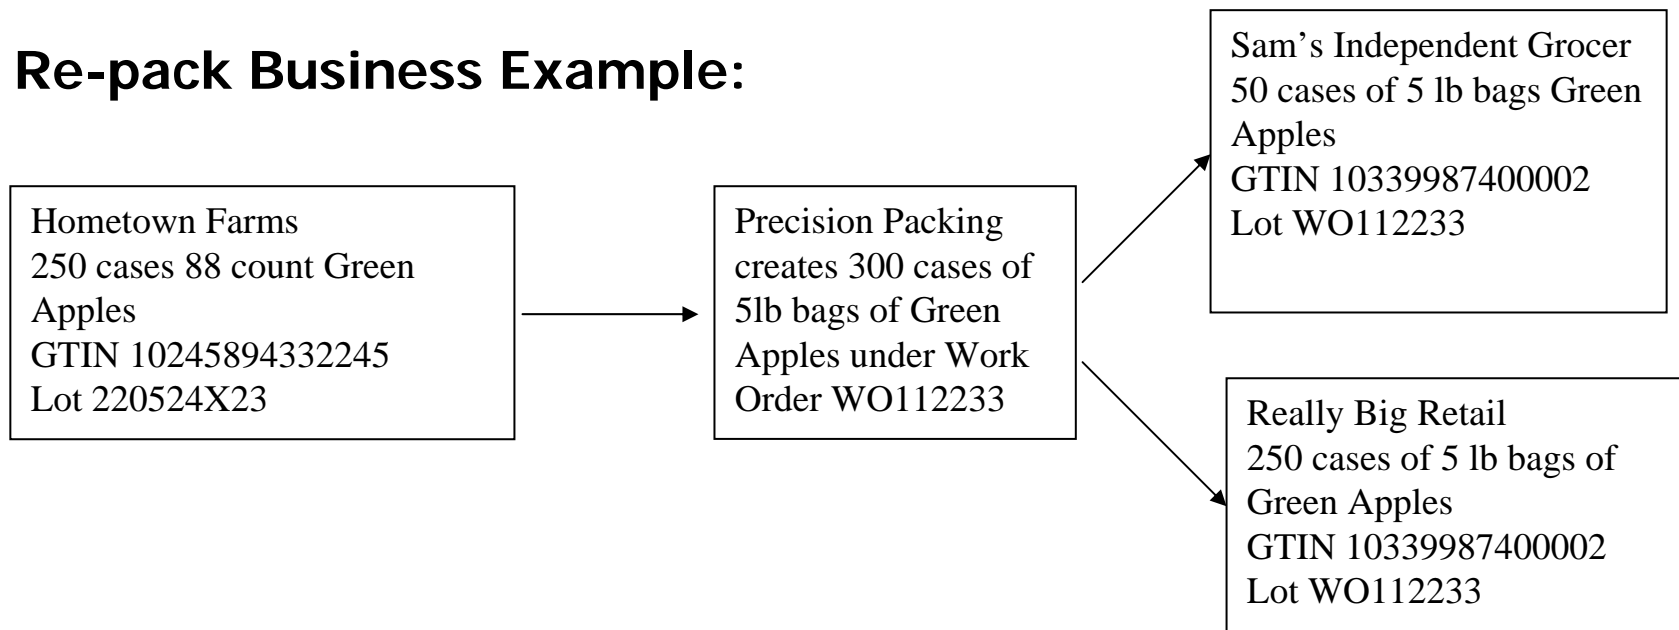 Re-pack Business Example:
Hometown Farms
250 cases 88 count Green
Apples
GTIN 10245894332245
Lot 220524X23
Precision Packing
creates 300 cases of
5lb bags of Green
Apples under Work
Order WO112233
Sam’s Independent Grocer
50 cases of 5 lb bags Green
Apples
GTIN 10339987400002
Lot WO112233
Really Big Retail
250 cases of 5 lb bags of
Green Apples
GTIN 10339987400002
Lot WO112233